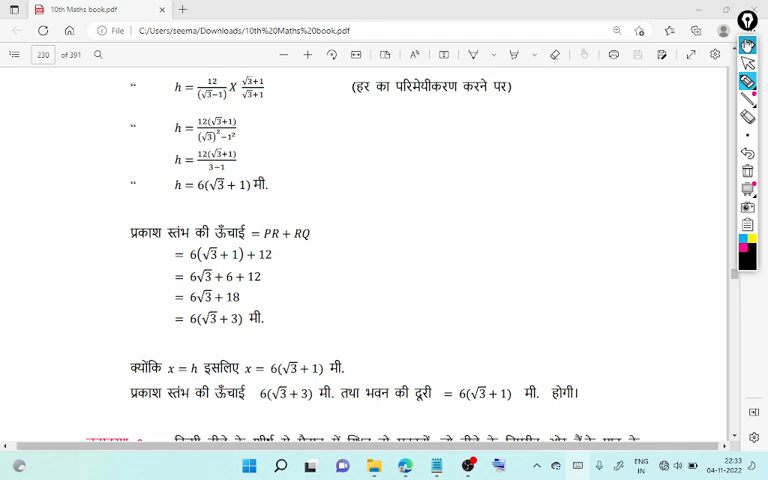 10th Maths book.pdf
File
C:/Users/seema/Downloads/10th%20Maths%20book.pdf
230 of 391
“ h = 12/(√3−1) X √3+1/√3+1 (हर का परिमेयीकरण करने पर)
“ h = 12(√3+1)/(√3)²−1²
h = 12(√3+1)/3−1
“ h = 6(√3 + 1) मी.
प्रकाश स्तंभ की ऊँचाई = PR + RQ
= 6(√3 + 1) + 12
= 6√3 + 6 + 12
= 6√3 + 18
= 6(√3 + 3) मी.
क्योंकि x = h इसलिए x = 6(√3 + 1) मी.
प्रकाश स्तंभ की ऊँचाई 6(√3 + 3) मी. तथा भवन की दूरी = 6(√3 + 1) मी. होगी।
ENG
IN
22:33
04-11-2022